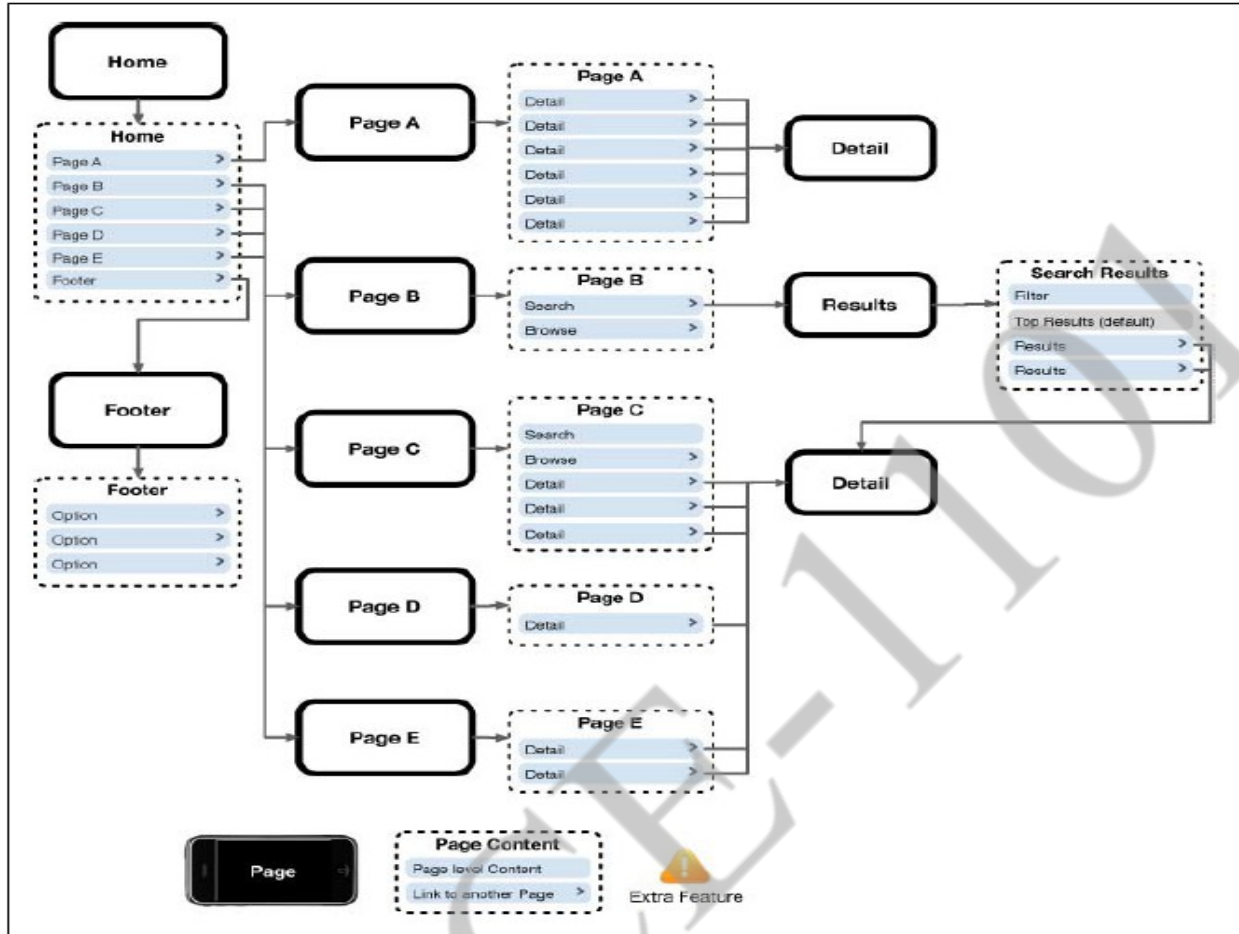 Home
Home
Page A >
Page B >
Page C >
Page D >
Page E >
Footer >
Footer
Footer
Option >
Option >
Option >
Page A
Page A
Detail >
Detail >
Detail >
Detail >
Detail >
Detail >
Detail
Page B
Page B
Search >
Browse >
Results
Search Results
Filter
Top Results (default)
Results >
Results >
Page C
Page C
Search
Browse >
Detail >
Detail >
Detail >
Detail
Page D
Page D
Detail >
Page E
Page E
Detail >
Detail >
Page
Page Content
Page level Content
Link to another Page >
Extra Feature
CE-1101